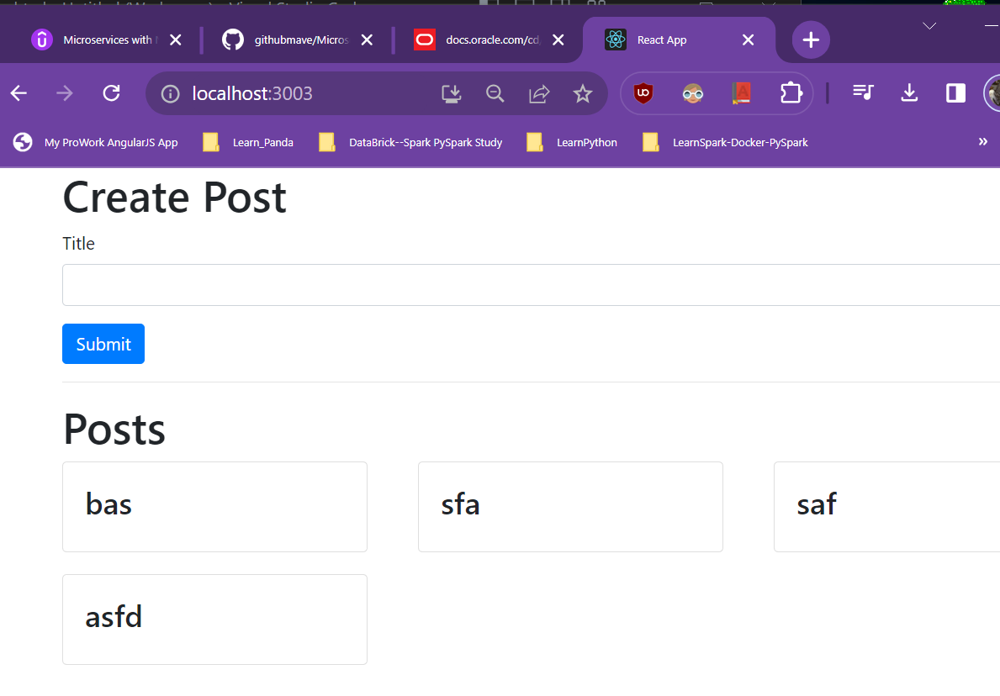 Microservices with
githubmave/Micros
docs.oracle.com/cd
React App
localhost:3003
My ProWork AngularJS App
Learn_Panda
DataBrick--Spark PySpark Study
LearnPython
LearnSpark-Docker-PySpark
Create Post
Title
Submit
Posts
bas
sfa
saf
asfd